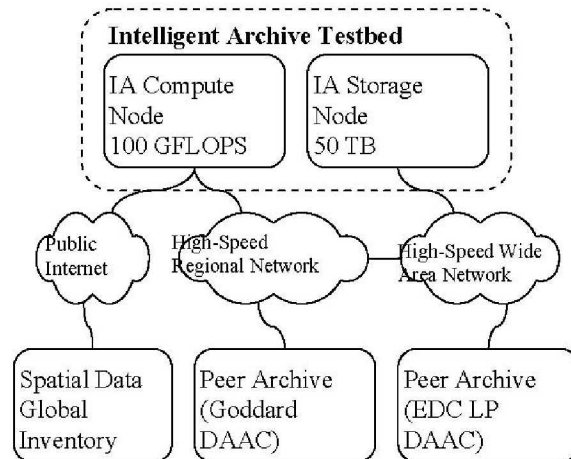 Intelligent Archive Testbed
IA Compute
Node
100 GFLOPS
IA Storage
Node
50 TB
Public
Internet
High-Speed
Regional Network
High-Speed Wide
Area Network
Spatial Data
Global
Inventory
Peer Archive
(Goddard
DAAC)
Peer Archive
(EDC LP
DAAC)